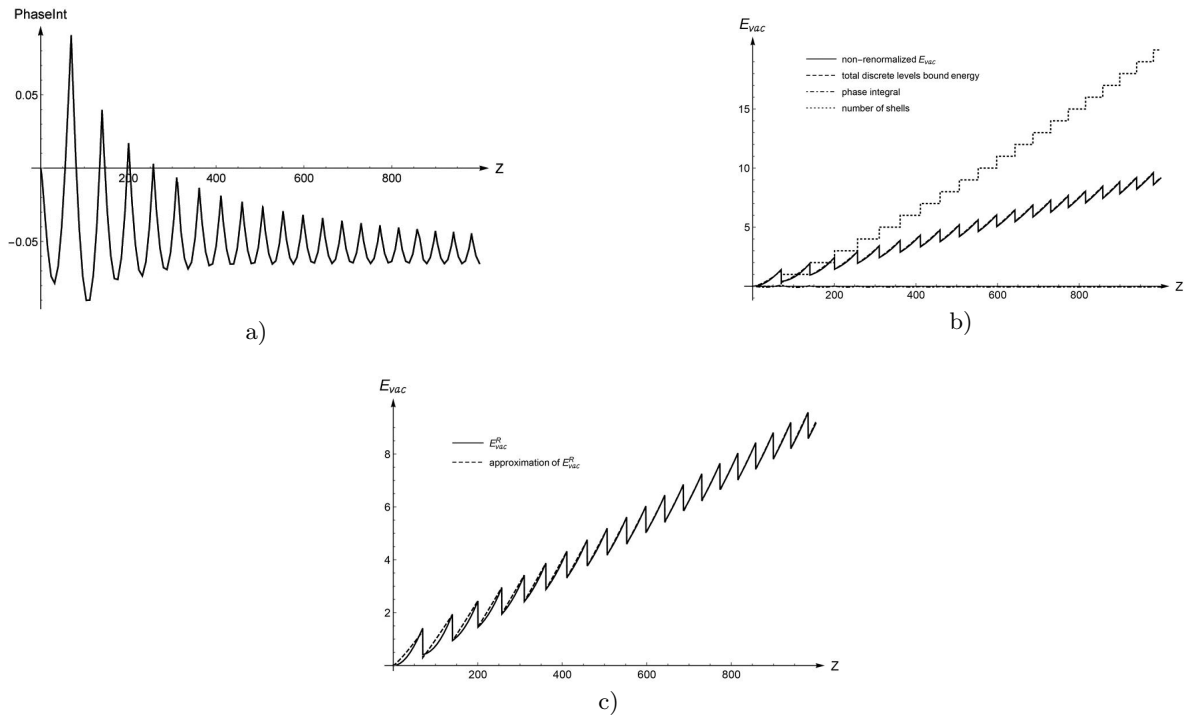 PhaseInt
0.05
-0.05
200
400
600
800
Z
a)
E_vac
non-renormalized E_vac
total discrete levels bound energy
phase integral
number of shells
15
10
5
200
400
600
800
Z
b)
E_vac
E^R_vac
approximation of E^R_vac
8
6
4
2
200
400
600
800
Z
c)